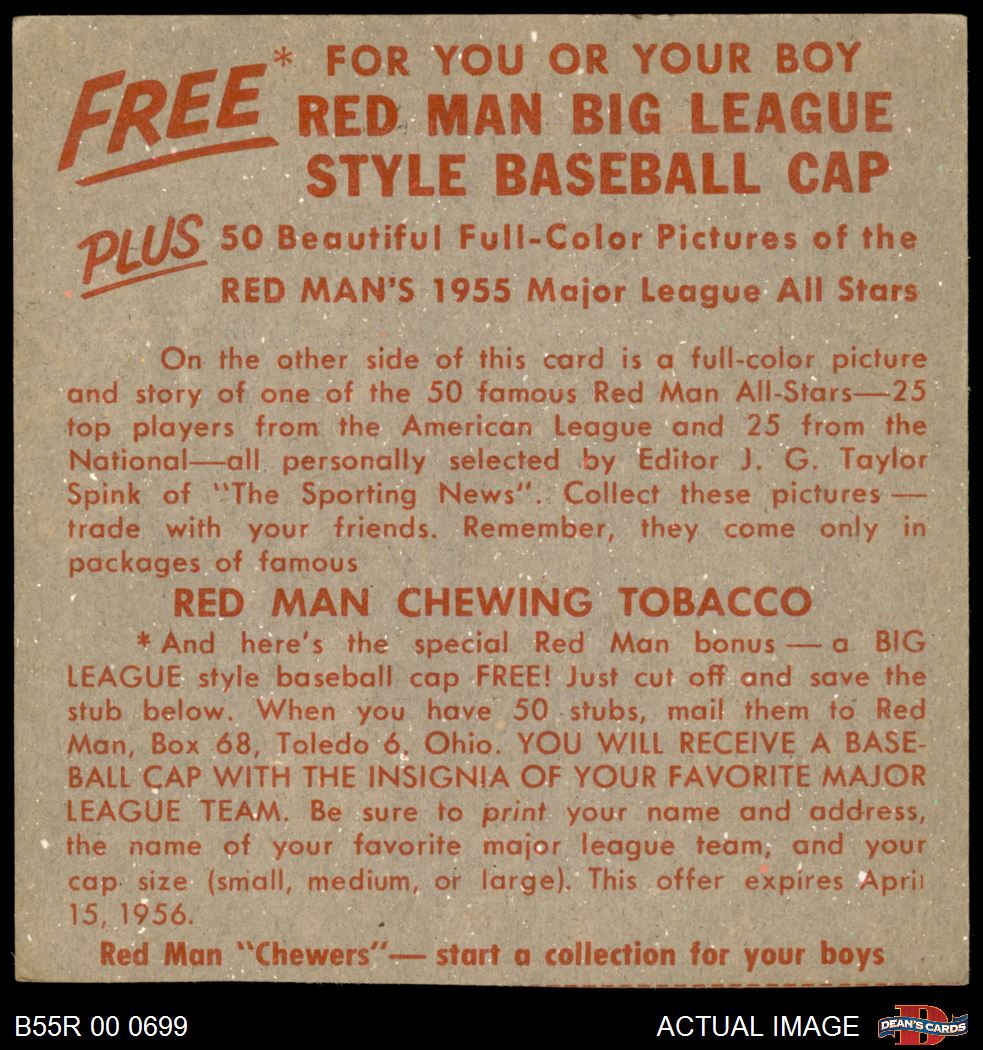 FREE* FOR YOU OR YOUR BOY
RED MAN BIG LEAGUE
STYLE BASEBALL CAP
PLUS 50 Beautiful Full-Color Pictures of the
RED MAN'S 1955 Major League All Stars
On the other side of this card is a full-color picture
and story of one of the 50 famous Red Man All-Stars—25
top players from the American League and 25 from the
National—all personally selected by Editor J. G. Taylor
Spink of "The Sporting News". Collect these pictures —
trade with your friends. Remember, they come only in
packages of famous
RED MAN CHEWING TOBACCO
* And here's the special Red Man bonus — a BIG
LEAGUE style baseball cap FREE! Just cut off and save the
stub below. When you have 50 stubs, mail them to Red
Man, Box 68, Toledo 6, Ohio. YOU WILL RECEIVE A BASE-
BALL CAP WITH THE INSIGNIA OF YOUR FAVORITE MAJOR
LEAGUE TEAM. Be sure to print your name and address,
the name of your favorite major league team, and your
cap size (small, medium, or large). This offer expires April
15, 1956.
Red Man "Chewers"— start a collection for your boys
B55R 00 0699
ACTUAL IMAGE
D
DEAN'S CARDS